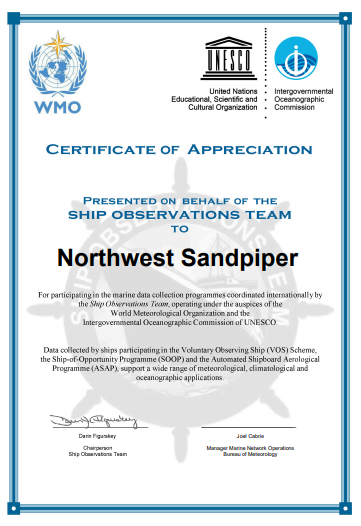 WMO
UNESCO
United Nations
Educational, Scientific and
Cultural Organization
Intergovernmental
Oceanographic
Commission
CERTIFICATE OF APPRECIATION
PRESENTED ON BEHALF OF THE
SHIP OBSERVATIONS TEAM
TO
Northwest Sandpiper
SHIP OBSERVATIONS TEAM
For participating in the marine data collection programmes coordinated internationally by
the Ship Observations Team, operating under the auspices of the
World Meteorological Organization and the
Intergovernmental Oceanographic Commission of UNESCO.
Data collected by ships participating in the Voluntary Observing Ship (VOS) Scheme,
the Ship-of-Opportunity Programme (SOOP) and the Automated Shipboard Aerological
Programme (ASAP), support a wide range of meteorological, climatological and
oceanographic applications
Darin Figurskey
Chairperson
Ship Observations Team
Joel Cabrie
Manager Marine Network Operations
Bureau of Meteorology